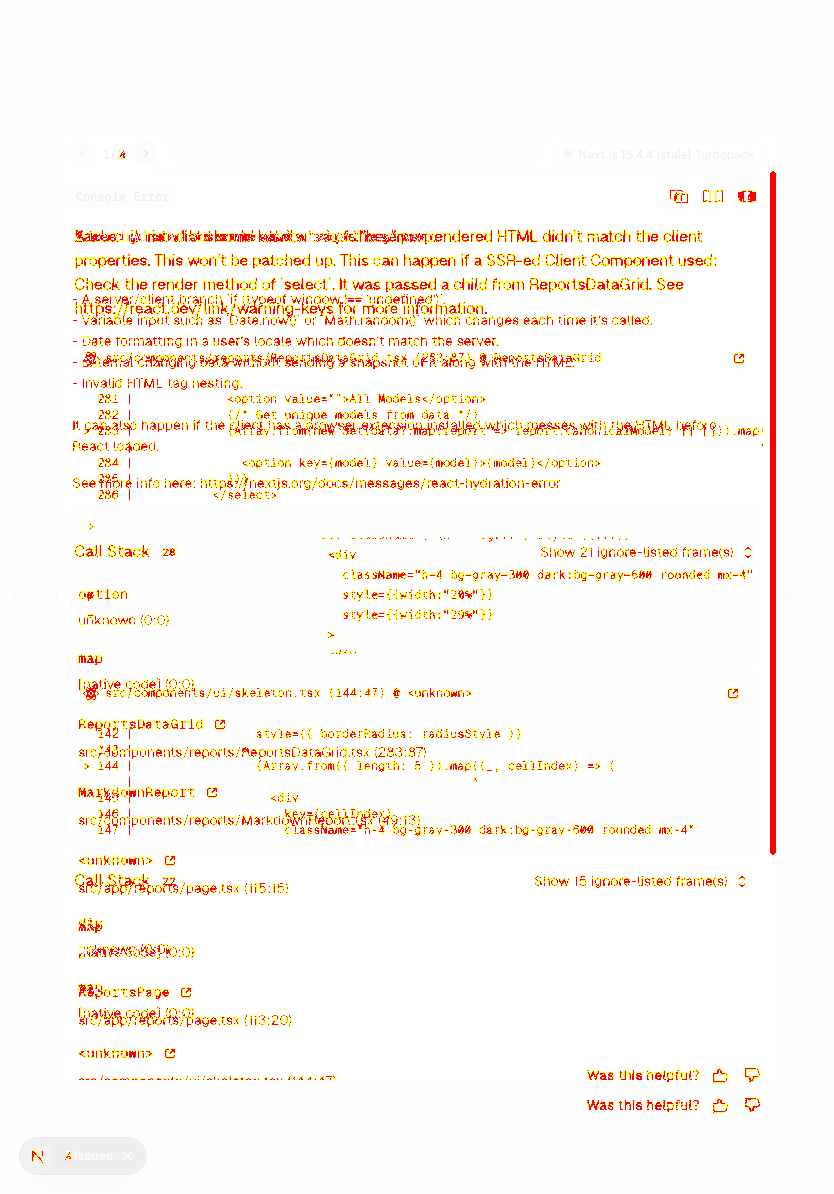 1/
Next.js 15.4.4 (stale) Turbopack
Console Error
rendered HTML didn't match the client
properties. This won't be patched up. This can happen if a SSR-ed Client Component used:
Check the render method of `select`. It was passed a child from ReportsDataGrid. See
- A server/client branch `if (typeof window !== 'undefined')`.
https://react.dev/link/warning-keys for more information.
- Variable input such as `Date.now()` or `Math.random()` which changes each time it's called.
- Date formatting in a user's locale which doesn't match the server.
src/components/reports/ReportsDataGrid.tsx (283:87) @ ReportsDataGrid
- External changing data without sending a snapshot of it along with the HTML.
- Invalid HTML tag nesting.
281 | <option value="">All Models</option>
282 | {/* Get unique models from data */}
It can also happen if the client has a browser extension installed which messes with the HTML before
> 283 | {Array.from(new Set(data?.map(report => report.canonicalModel || [])).map(
React loaded.
284 | <option key={model} value={model}>{model}</option>
285 | ))}
See more info here: https://nextjs.org/docs/messages/react-hydration-error
286 | </select>
>
Call Stack 28
Show 21 ignore-listed frame(s)
<div
className="h-4 bg-gray-300 dark:bg-gray-600 rounded mx-4"
option
style={{width:"20%"}}
style={{width:"29%"}}
unknown (0:0)
>
map
[native code] (0:0)
src/components/ui/skeleton.tsx (144:47) @ <unknown>
ReportsDataGrid
142 | style={{ borderRadius: radiusStyle }}
143 |
src/components/reports/ReportsDataGrid.tsx (283:87)
> 144 | {Array.from({ length: 5 }).map((_, cellIndex) => (
MarkdownReport
145 | <div
146 | key={cellIndex}
src/components/reports/MarkdownReport.tsx (49:13)
147 | className="h-4 bg-gray-300 dark:bg-gray-600 rounded mx-4"
<unknown>
Call Stack 22
Show 15 ignore-listed frame(s)
src/app/reports/page.tsx (115:15)
div
map
unknown (0:0)
[native code] (0:0)
map
ReportsPage
[native code] (0:0)
src/app/reports/page.tsx (113:20)
<unknown>
src/components/ui/skeleton.tsx (144:47)
Was this helpful?
Was this helpful?
N
Issues